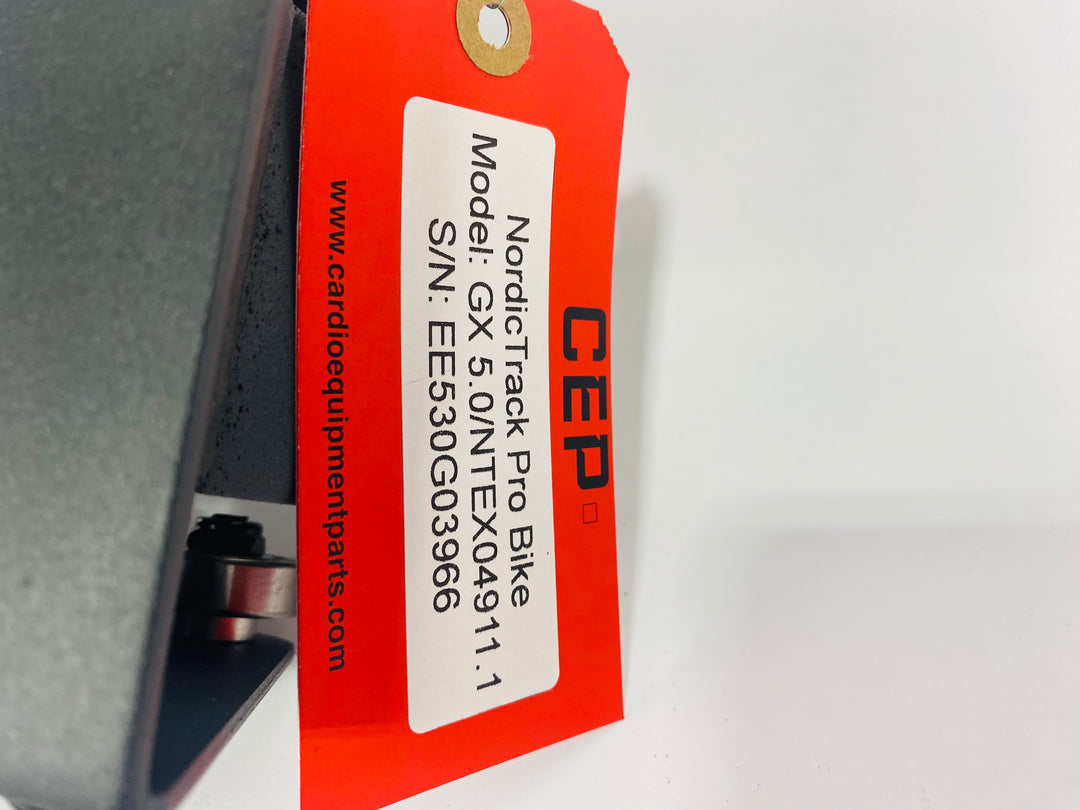 CEP
NordicTrack Pro Bike
Model: GX 5.0/NTEX04911.1
S/N: EE530G03966
www.cardioequipmentparts.com